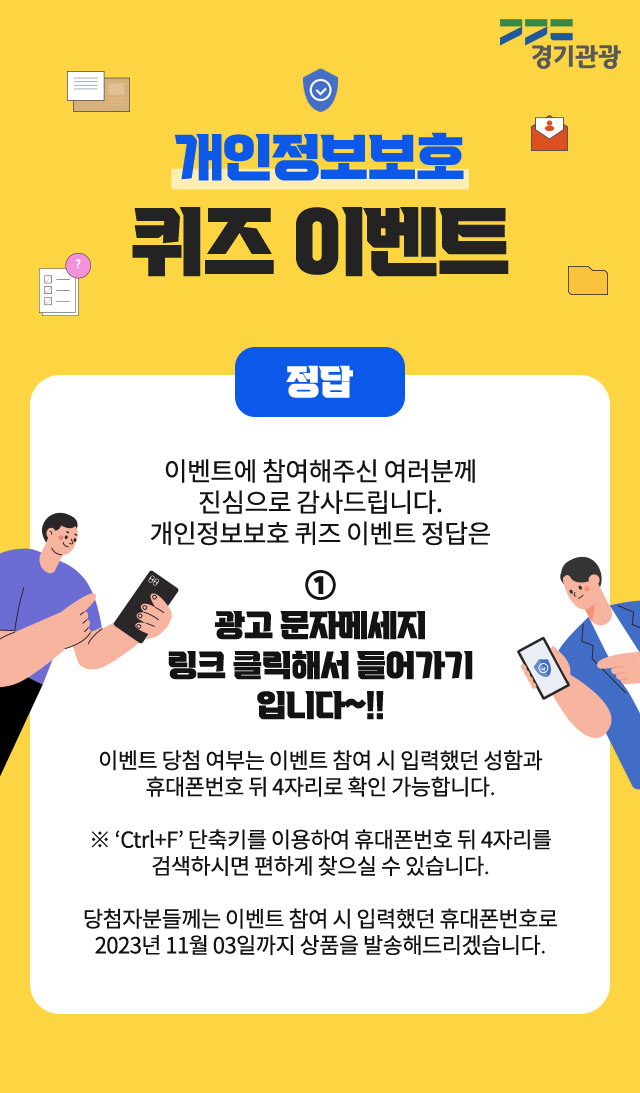 경기관광
개인정보보호
퀴즈 이벤트
?
정답
이벤트에 참여해주신 여러분께
진심으로 감사드립니다.
개인정보보호 퀴즈 이벤트 정답은
①
광고 문자메세지
링크 클릭해서 들어가기
입니다~!!
이벤트 당첨 여부는 이벤트 참여 시 입력했던 성함과
휴대폰번호 뒤 4자리로 확인 가능합니다.
※ ‘Ctrl+F’ 단축키를 이용하여 휴대폰번호 뒤 4자리를
검색하시면 편하게 찾으실 수 있습니다.
당첨자분들께는 이벤트 참여 시 입력했던 휴대폰번호로
2023년 11월 03일까지 상품을 발송해드리겠습니다.